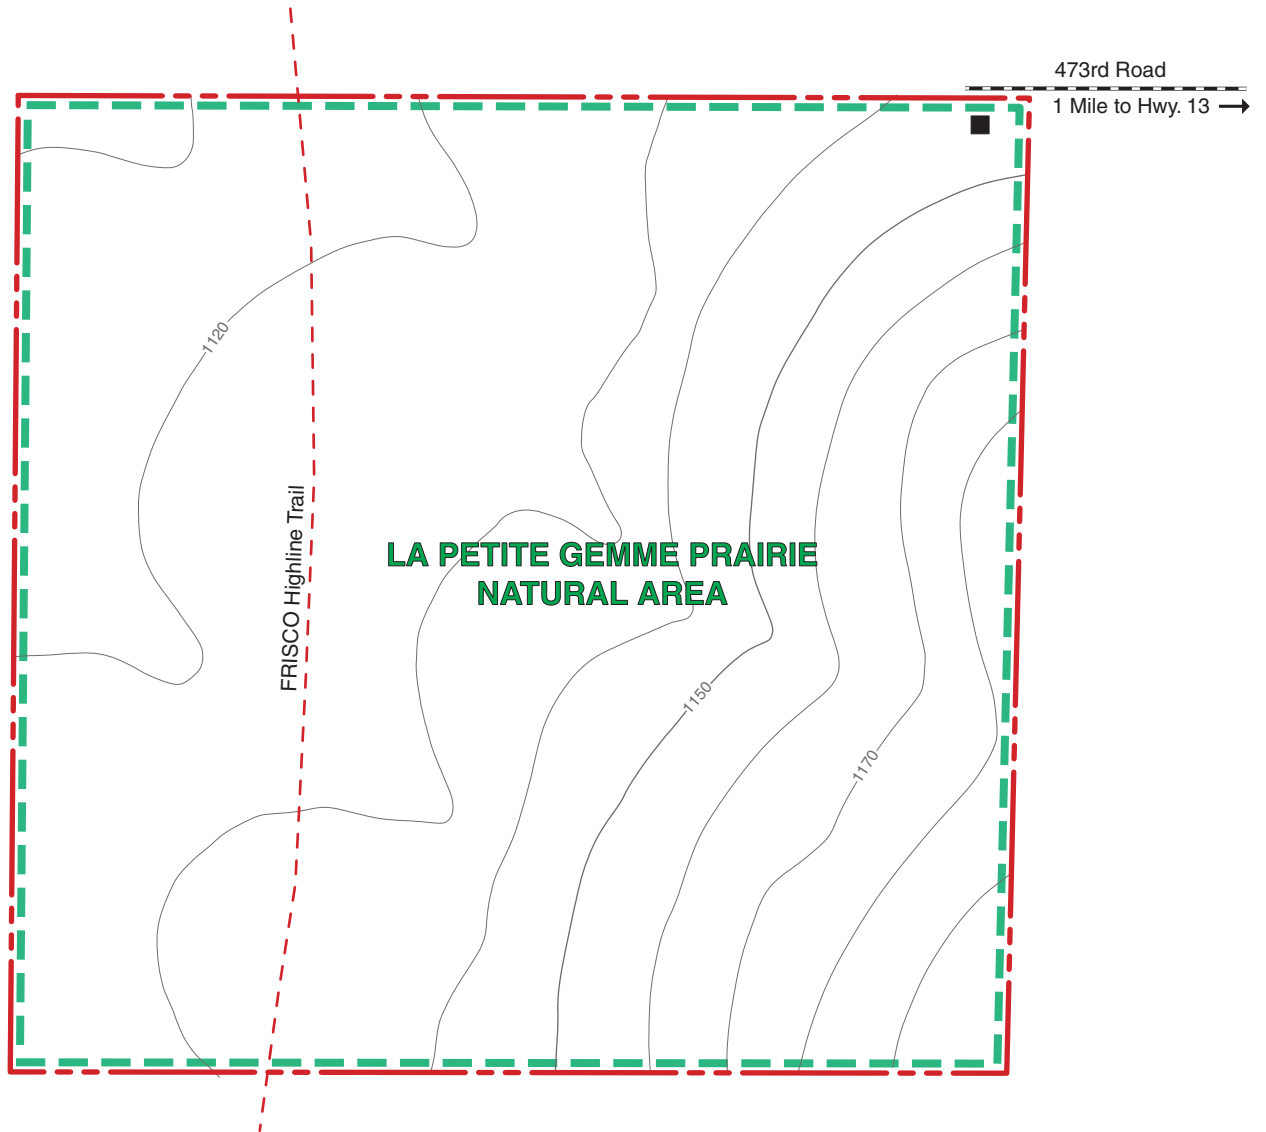 473rd Road
1 Mile to Hwy. 13
1120
FRISCO Highline Trail
LA PETITE GEMME PRAIRIE
NATURAL AREA
1150
1170